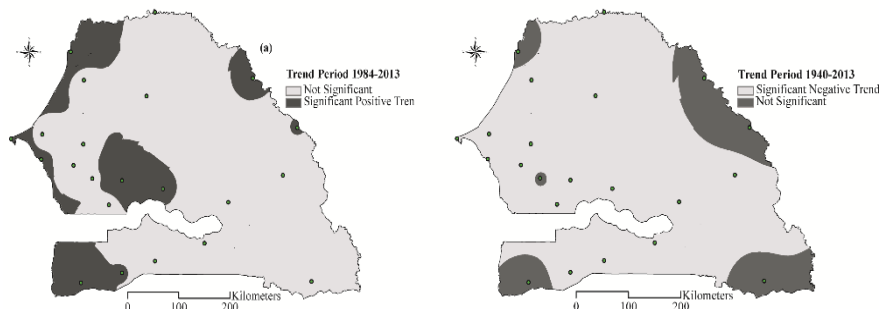 (a)
Trend Period 1984-2013
Not Significant
Significant Positive Tren
0 100 200
Kilometers
Trend Period 1940-2013
Significant Negative Trend
Not Significant
0 100 200
Kilometers